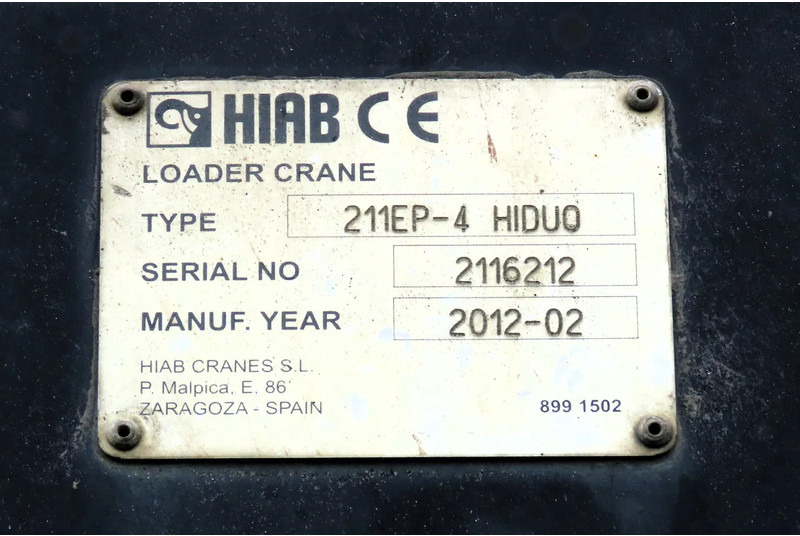 HIAB CE
LOADER CRANE
TYPE 211EP-4 HIDUO
SERIAL NO 2116212
MANUF. YEAR 2012-02
HIAB CRANES S.L.
P. Malpica, E, 86
ZARAGOZA - SPAIN 899 1502